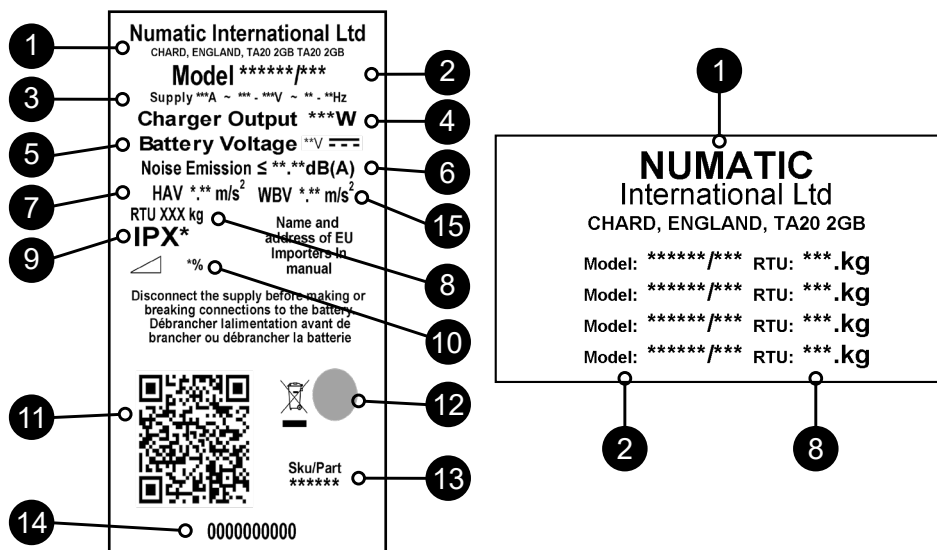 Numatic International Ltd
CHARD, ENGLAND, TA20 2GB TA20 2GB
Model ******/***
Supply ***A ~ *** - ***V ~ ** - **Hz
Charger Output ***W
Battery Voltage **V
Noise Emission ≤ **.**dB(A)
HAV *.** m/s² WBV *.** m/s²
RTU XXX kg
IPX*
Name and
address of EU
Importers In
manual
*%
Disconnect the supply before making or
breaking connections to the battery.
Débrancher lalimentation avant de
brancher ou débrancher la batterie
Sku/Part
******
0000000000
1
2
3
4
5
6
7
15
9
8
10
11
12
13
14
1
NUMATIC
International Ltd
CHARD, ENGLAND, TA20 2GB
Model: ******/*** RTU: ***.kg
Model: ******/*** RTU: ***.kg
Model: ******/*** RTU: ***.kg
Model: ******/*** RTU: ***.kg
2
8